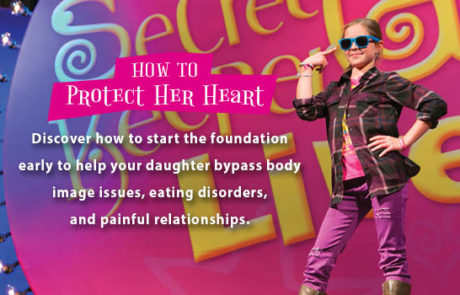 Secret
HOW TO
PROTECT HER HEART
Discover how to start the foundation
early to help your daughter bypass body
image issues, eating disorders,
and painful relationships.
Live